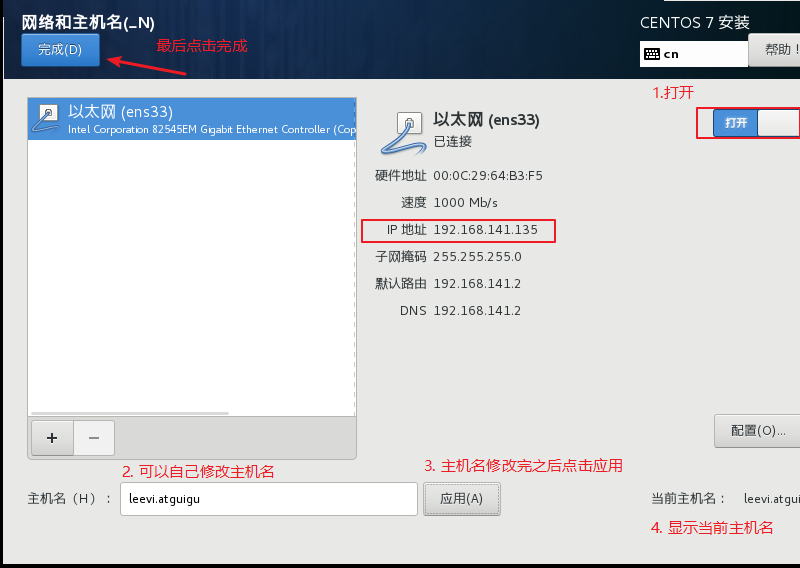 网络和主机名(_N)
CENTOS 7 安装
完成(D)
最后点击完成
cn
帮助!
1.打开
以太网 (ens33)
Intel Corporation 82545EM Gigabit Ethernet Controller (Cop
以太网 (ens33)
已连接
打开
硬件地址 00:0C:29:64:B3:F5
速度 1000 Mb/s
IP 地址 192.168.141.135
子网掩码 255.255.255.0
默认路由 192.168.141.2
DNS 192.168.141.2
+ −
配置(O)...
2. 可以自己修改主机名
3. 主机名修改完之后点击应用
主机名（H）： leevi.atguigu
应用(A)
当前主机名： leevi.atgui
4. 显示当前主机名